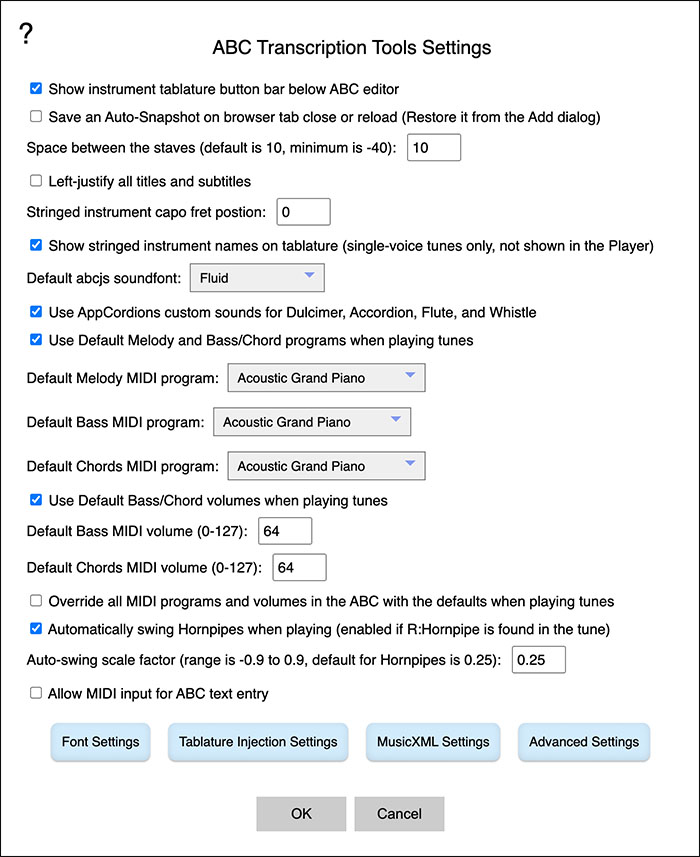 ?
ABC Transcription Tools Settings
Show instrument tablature button bar below ABC editor
Save an Auto-Snapshot on browser tab close or reload (Restore it from the Add dialog)
Space between the staves (default is 10, minimum is -40): 10
Left-justify all titles and subtitles
Stringed instrument capo fret postion: 0
Show stringed instrument names on tablature (single-voice tunes only, not shown in the Player)
Default abcjs soundfont: Fluid
Use AppCordions custom sounds for Dulcimer, Accordion, Flute, and Whistle
Use Default Melody and Bass/Chord programs when playing tunes
Default Melody MIDI program: Acoustic Grand Piano
Default Bass MIDI program: Acoustic Grand Piano
Default Chords MIDI program: Acoustic Grand Piano
Use Default Bass/Chord volumes when playing tunes
Default Bass MIDI volume (0-127): 64
Default Chords MIDI volume (0-127): 64
Override all MIDI programs and volumes in the ABC with the defaults when playing tunes
Automatically swing Hornpipes when playing (enabled if R:Hornpipe is found in the tune)
Auto-swing scale factor (range is -0.9 to 0.9, default for Hornpipes is 0.25): 0.25
Allow MIDI input for ABC text entry
Font Settings Tablature Injection Settings MusicXML Settings Advanced Settings
OK Cancel